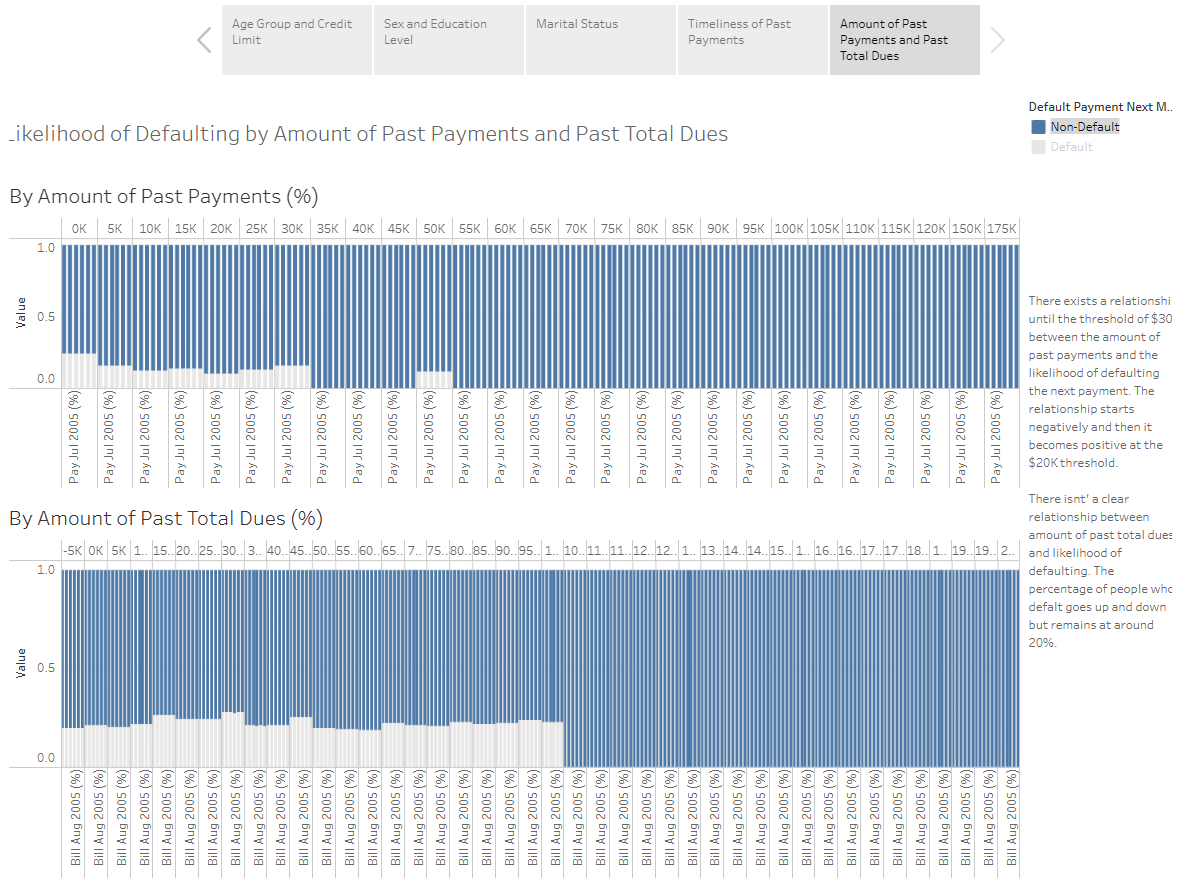 Age Group and Credit Limit
Sex and Education Level
Marital Status
Timeliness of Past Payments
Amount of Past Payments and Past Total Dues
Default Payment Next M..
Non-Default
Default
Likelihood of Defaulting by Amount of Past Payments and Past Total Dues
By Amount of Past Payments (%)
0K 5K 10K 15K 20K 25K 30K 35K 40K 45K 50K 55K 60K 65K 70K 75K 80K 85K 90K 95K 100K 105K 110K 115K 120K 150K 175K
1.0
0.5
0.0
Value
Pay Jul 2005 (%) Pay Jul 2005 (%) Pay Jul 2005 (%) Pay Jul 2005 (%) Pay Jul 2005 (%) Pay Jul 2005 (%) Pay Jul 2005 (%) Pay Jul 2005 (%) Pay Jul 2005 (%) Pay Jul 2005 (%) Pay Jul 2005 (%) Pay Jul 2005 (%) Pay Jul 2005 (%) Pay Jul 2005 (%) Pay Jul 2005 (%) Pay Jul 2005 (%) Pay Jul 2005 (%) Pay Jul 2005 (%) Pay Jul 2005 (%) Pay Jul 2005 (%) Pay Jul 2005 (%) Pay Jul 2005 (%) Pay Jul 2005 (%) Pay Jul 2005 (%) Pay Jul 2005 (%) Pay Jul 2005 (%) Pay Jul 2005 (%)
There exists a relationshi
until the threshold of $30
between the amount of
past payments and the
likelihood of defaulting
the next payment. The
relationship starts
negatively and then it
becomes positive at the
$20K threshold.
There isnt' a clear
relationship between
amount of past total dues
and likelihood of
defaulting. The
percentage of people who
defalt goes up and down
but remains at around
20%.
By Amount of Past Total Dues (%)
-5K 0K 5K 1.. 15.. 20.. 25.. 30.. 3.. 40.. 45.. 50.. 55.. 60.. 65.. 7.. 75.. 80.. 85.. 90.. 95.. 1.. 10.. 11.. 11.. 12.. 12.. 1.. 13.. 14.. 14.. 15.. 1.. 16.. 16.. 17.. 17.. 18.. 1.. 19.. 19.. 2..
1.0
0.5
0.0
Value
Bill Aug 2005 (%) Bill Aug 2005 (%) Bill Aug 2005 (%) Bill Aug 2005 (%) Bill Aug 2005 (%) Bill Aug 2005 (%) Bill Aug 2005 (%) Bill Aug 2005 (%) Bill Aug 2005 (%) Bill Aug 2005 (%) Bill Aug 2005 (%) Bill Aug 2005 (%) Bill Aug 2005 (%) Bill Aug 2005 (%) Bill Aug 2005 (%) Bill Aug 2005 (%) Bill Aug 2005 (%) Bill Aug 2005 (%) Bill Aug 2005 (%) Bill Aug 2005 (%) Bill Aug 2005 (%) Bill Aug 2005 (%) Bill Aug 2005 (%) Bill Aug 2005 (%) Bill Aug 2005 (%) Bill Aug 2005 (%) Bill Aug 2005 (%) Bill Aug 2005 (%) Bill Aug 2005 (%) Bill Aug 2005 (%) Bill Aug 2005 (%) Bill Aug 2005 (%) Bill Aug 2005 (%) Bill Aug 2005 (%) Bill Aug 2005 (%) Bill Aug 2005 (%) Bill Aug 2005 (%) Bill Aug 2005 (%) Bill Aug 2005 (%) Bill Aug 2005 (%) Bill Aug 2005 (%) Bill Aug 2005 (%)